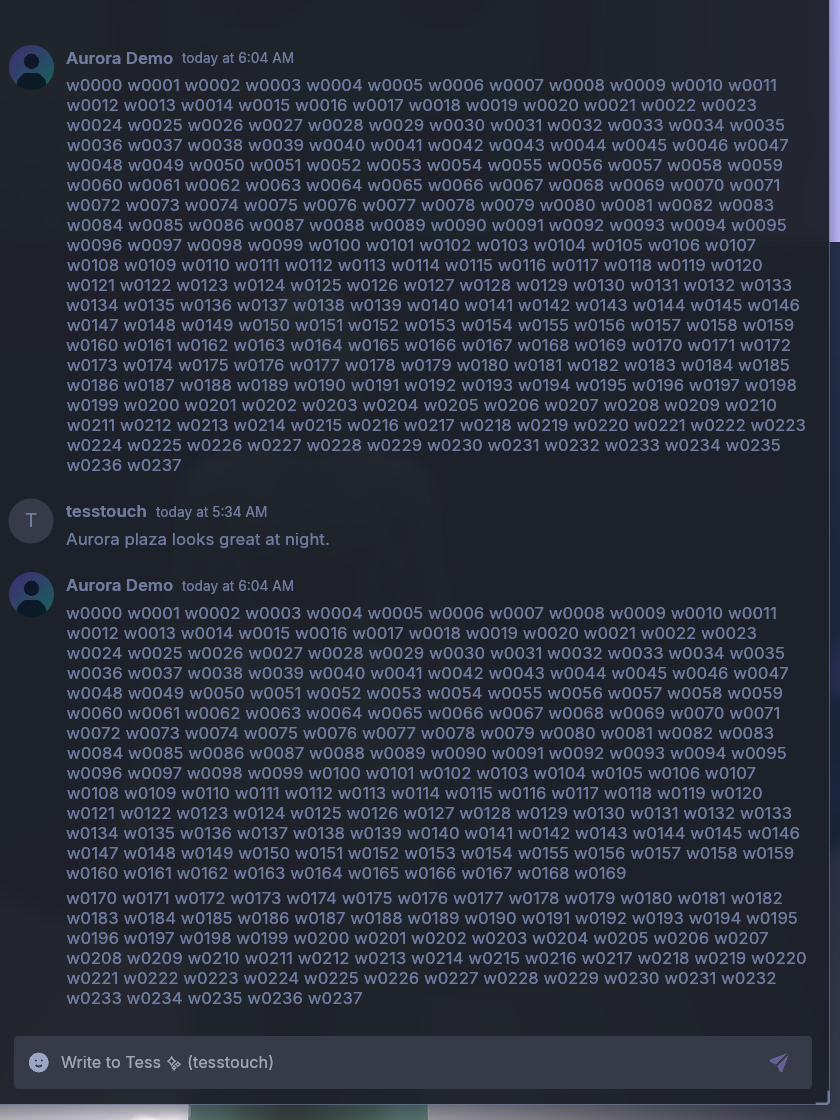 Aurora Demo today at 6:04 AM
w0000 w0001 w0002 w0003 w0004 w0005 w0006 w0007 w0008 w0009 w0010 w0011
w0012 w0013 w0014 w0015 w0016 w0017 w0018 w0019 w0020 w0021 w0022 w0023
w0024 w0025 w0026 w0027 w0028 w0029 w0030 w0031 w0032 w0033 w0034 w0035
w0036 w0037 w0038 w0039 w0040 w0041 w0042 w0043 w0044 w0045 w0046 w0047
w0048 w0049 w0050 w0051 w0052 w0053 w0054 w0055 w0056 w0057 w0058 w0059
w0060 w0061 w0062 w0063 w0064 w0065 w0066 w0067 w0068 w0069 w0070 w0071
w0072 w0073 w0074 w0075 w0076 w0077 w0078 w0079 w0080 w0081 w0082 w0083
w0084 w0085 w0086 w0087 w0088 w0089 w0090 w0091 w0092 w0093 w0094 w0095
w0096 w0097 w0098 w0099 w0100 w0101 w0102 w0103 w0104 w0105 w0106 w0107
w0108 w0109 w0110 w0111 w0112 w0113 w0114 w0115 w0116 w0117 w0118 w0119 w0120
w0121 w0122 w0123 w0124 w0125 w0126 w0127 w0128 w0129 w0130 w0131 w0132 w0133
w0134 w0135 w0136 w0137 w0138 w0139 w0140 w0141 w0142 w0143 w0144 w0145 w0146
w0147 w0148 w0149 w0150 w0151 w0152 w0153 w0154 w0155 w0156 w0157 w0158 w0159
w0160 w0161 w0162 w0163 w0164 w0165 w0166 w0167 w0168 w0169 w0170 w0171 w0172
w0173 w0174 w0175 w0176 w0177 w0178 w0179 w0180 w0181 w0182 w0183 w0184 w0185
w0186 w0187 w0188 w0189 w0190 w0191 w0192 w0193 w0194 w0195 w0196 w0197 w0198
w0199 w0200 w0201 w0202 w0203 w0204 w0205 w0206 w0207 w0208 w0209 w0210
w0211 w0212 w0213 w0214 w0215 w0216 w0217 w0218 w0219 w0220 w0221 w0222 w0223
w0224 w0225 w0226 w0227 w0228 w0229 w0230 w0231 w0232 w0233 w0234 w0235
w0236 w0237
T
tesstouch today at 5:34 AM
Aurora plaza looks great at night.
Aurora Demo today at 6:04 AM
w0000 w0001 w0002 w0003 w0004 w0005 w0006 w0007 w0008 w0009 w0010 w0011
w0012 w0013 w0014 w0015 w0016 w0017 w0018 w0019 w0020 w0021 w0022 w0023
w0024 w0025 w0026 w0027 w0028 w0029 w0030 w0031 w0032 w0033 w0034 w0035
w0036 w0037 w0038 w0039 w0040 w0041 w0042 w0043 w0044 w0045 w0046 w0047
w0048 w0049 w0050 w0051 w0052 w0053 w0054 w0055 w0056 w0057 w0058 w0059
w0060 w0061 w0062 w0063 w0064 w0065 w0066 w0067 w0068 w0069 w0070 w0071
w0072 w0073 w0074 w0075 w0076 w0077 w0078 w0079 w0080 w0081 w0082 w0083
w0084 w0085 w0086 w0087 w0088 w0089 w0090 w0091 w0092 w0093 w0094 w0095
w0096 w0097 w0098 w0099 w0100 w0101 w0102 w0103 w0104 w0105 w0106 w0107
w0108 w0109 w0110 w0111 w0112 w0113 w0114 w0115 w0116 w0117 w0118 w0119 w0120
w0121 w0122 w0123 w0124 w0125 w0126 w0127 w0128 w0129 w0130 w0131 w0132 w0133
w0134 w0135 w0136 w0137 w0138 w0139 w0140 w0141 w0142 w0143 w0144 w0145 w0146
w0147 w0148 w0149 w0150 w0151 w0152 w0153 w0154 w0155 w0156 w0157 w0158 w0159
w0160 w0161 w0162 w0163 w0164 w0165 w0166 w0167 w0168 w0169
w0170 w0171 w0172 w0173 w0174 w0175 w0176 w0177 w0178 w0179 w0180 w0181 w0182
w0183 w0184 w0185 w0186 w0187 w0188 w0189 w0190 w0191 w0192 w0193 w0194 w0195
w0196 w0197 w0198 w0199 w0200 w0201 w0202 w0203 w0204 w0205 w0206 w0207
w0208 w0209 w0210 w0211 w0212 w0213 w0214 w0215 w0216 w0217 w0218 w0219 w0220
w0221 w0222 w0223 w0224 w0225 w0226 w0227 w0228 w0229 w0230 w0231 w0232
w0233 w0234 w0235 w0236 w0237
Write to Tess ✨ (tesstouch)